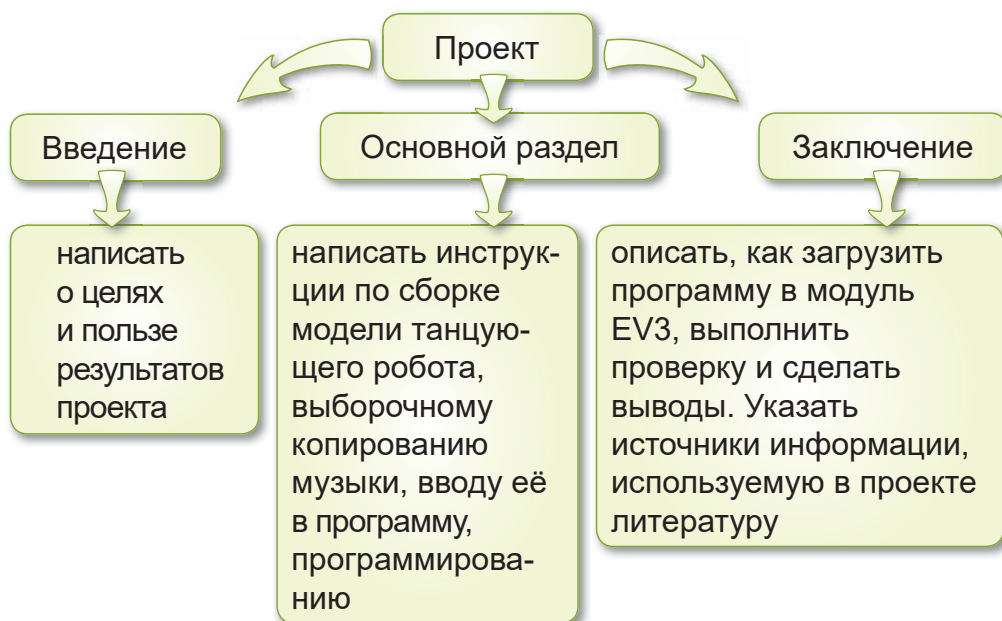 Проект
Введение
Основной раздел
Заключение
написать
о целях
и пользе
результатов
проекта
написать инструк-
ции по сборке
модели танцую-
щего робота,
выборочному
копированию
музыки, вводу её
в программу,
программирова-
нию
описать, как загрузить
программу в модуль
EV3, выполнить
проверку и сделать
выводы. Указать
источники информации,
используемую в проекте
литературу